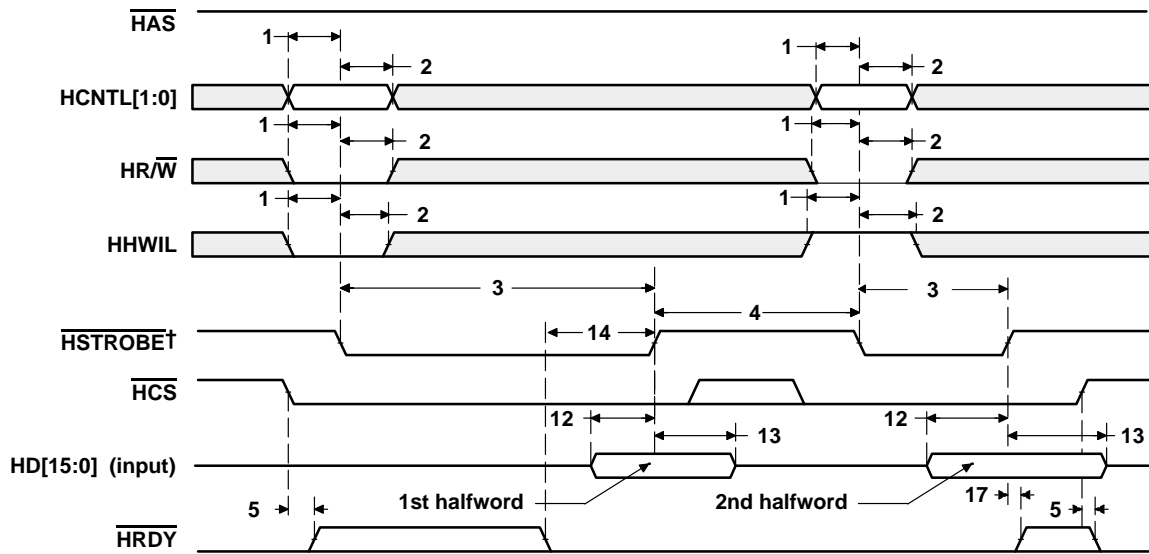 HAS
1
1
2
2
HCNTL[1:0]
1
1
2
2
HR/W
1
1
2
2
HHWIL
3
3
4
14
HSTROBE†
HCS
12
12
13
13
HD[15:0] (input)
1st halfword
2nd halfword
17
5
5
HRDY